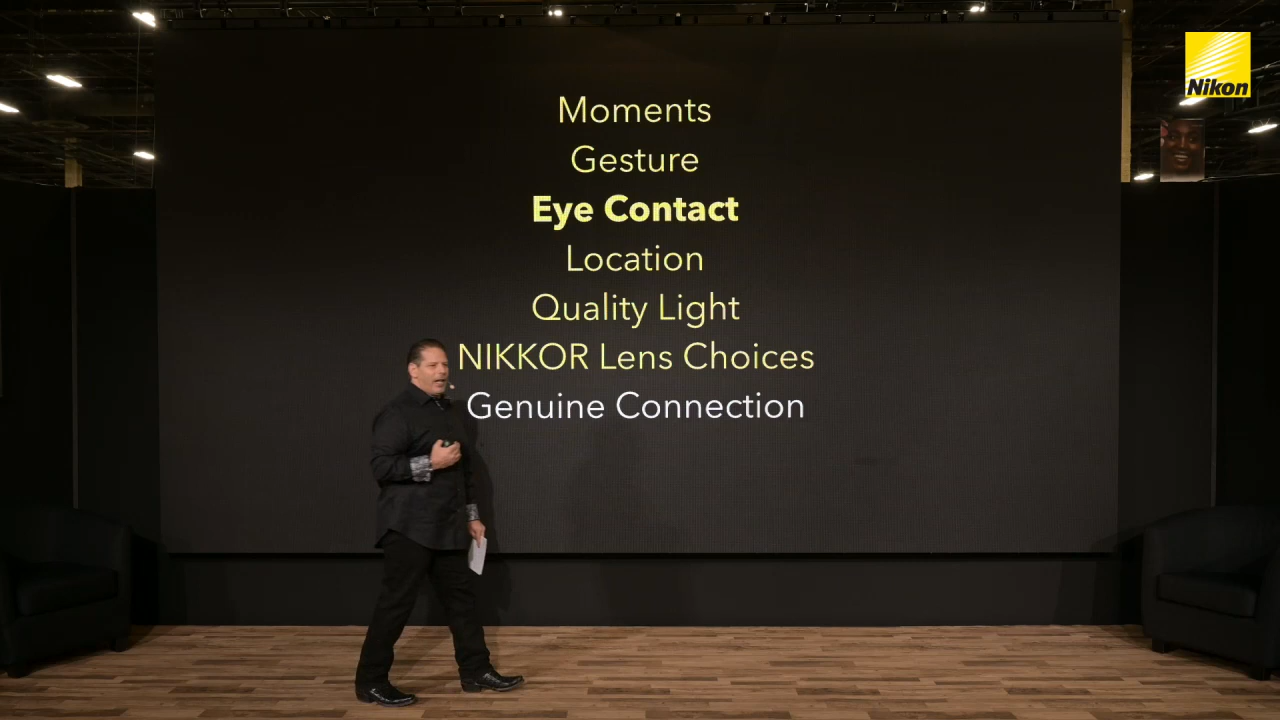 Moments
Gesture
Eye Contact
Location
Quality Light
NIKKOR Lens Choices
Genuine Connection
Nikon